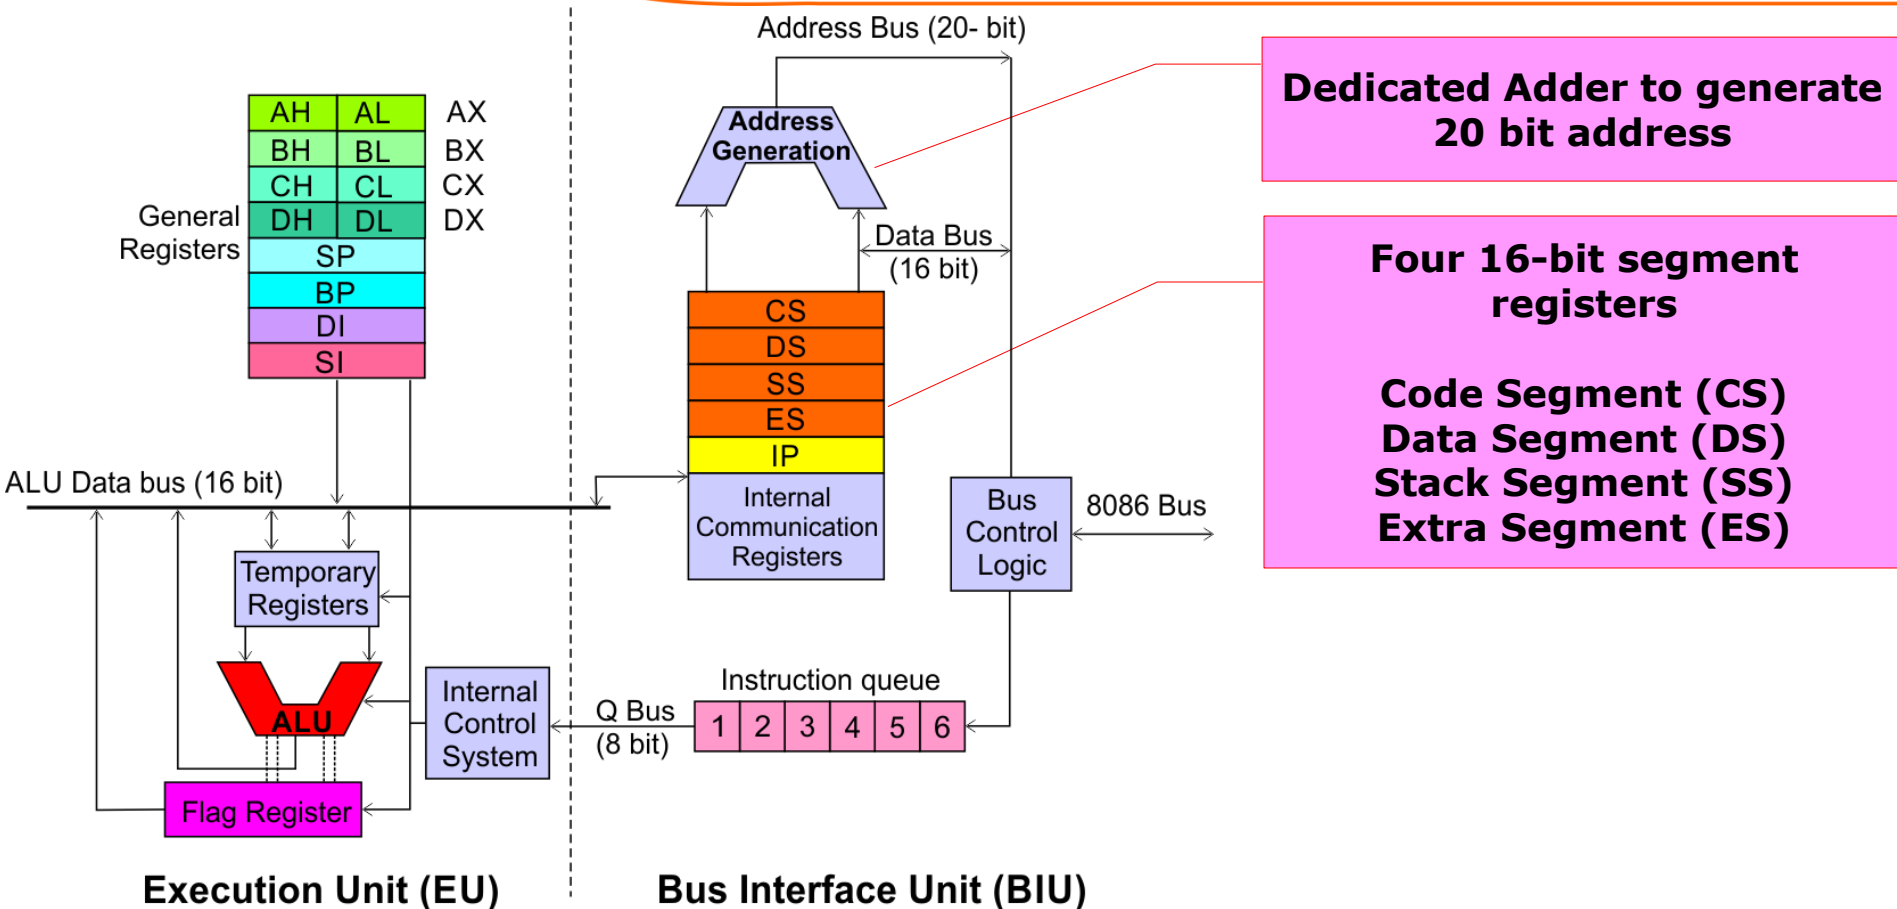 Address Bus (20- bit)
Dedicated Adder to generate
20 bit address
Address
Generation
AH AL AX
BH BL BX
CH CL CX
DH DL DX
General
Registers
SP
BP
DI
SI
Data Bus
(16 bit)
CS
DS
SS
ES
IP
Internal
Communication
Registers
Four 16-bit segment
registers
Code Segment (CS)
Data Segment (DS)
Stack Segment (SS)
Extra Segment (ES)
ALU Data bus (16 bit)
Bus
Control
Logic
8086 Bus
Temporary
Registers
ALU
Internal
Control
System
Q Bus
(8 bit)
Instruction queue
1 2 3 4 5 6
Flag Register
Execution Unit (EU)
Bus Interface Unit (BIU)